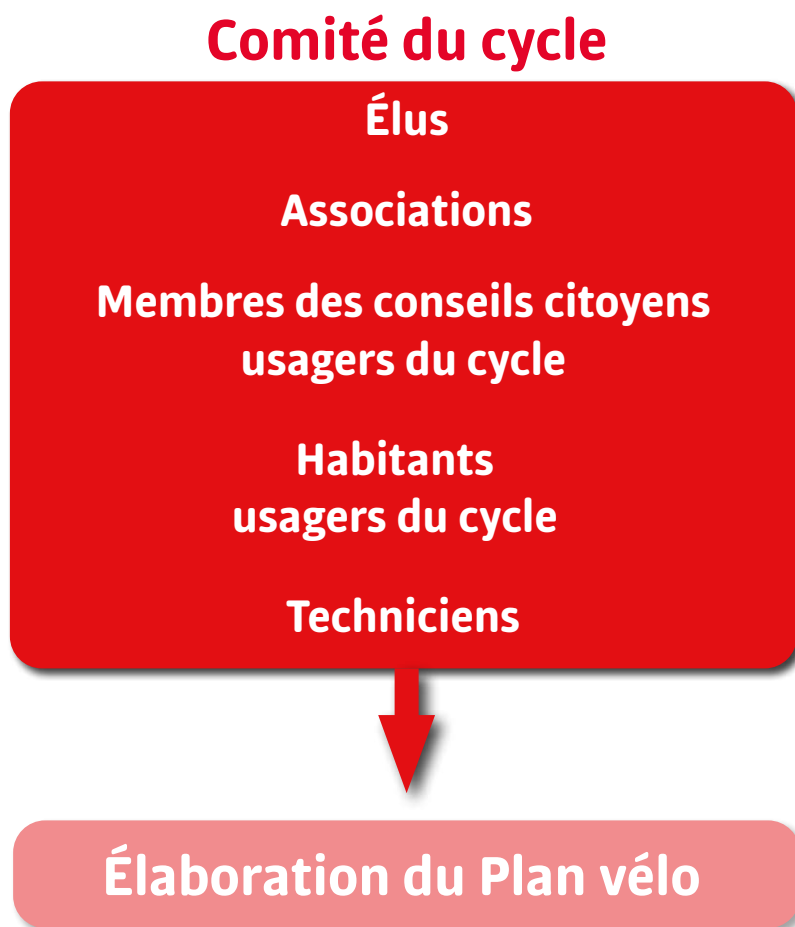 Comité du cycle
Élus
Associations
Membres des conseils citoyens
usagers du cycle
Habitants
usagers du cycle
Techniciens
Élaboration du Plan vélo